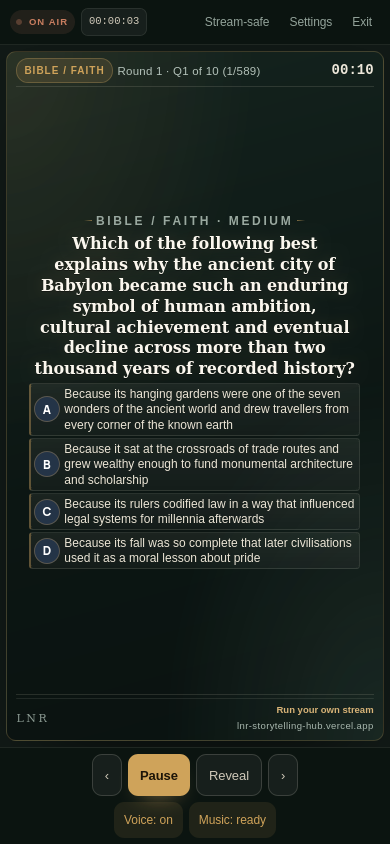 ON AIR
00:00:03
Stream-safe
Settings
Exit
BIBLE / FAITH
Round 1 · Q1 of 10 (1/589)
00:10
BIBLE / FAITH · MEDIUM
Which of the following best
explains why the ancient city of
Babylon became such an enduring
symbol of human ambition,
cultural achievement and eventual
decline across more than two
thousand years of recorded history?
A
Because its hanging gardens were one of the seven
wonders of the ancient world and drew travellers from
every corner of the known earth
B
Because it sat at the crossroads of trade routes and
grew wealthy enough to fund monumental architecture
and scholarship
C
Because its rulers codified law in a way that influenced
legal systems for millennia afterwards
D
Because its fall was so complete that later civilisations
used it as a moral lesson about pride
LNR
Run your own stream
lnr-storytelling-hub.vercel.app
‹
Pause
Reveal
›
Voice: on
Music: ready